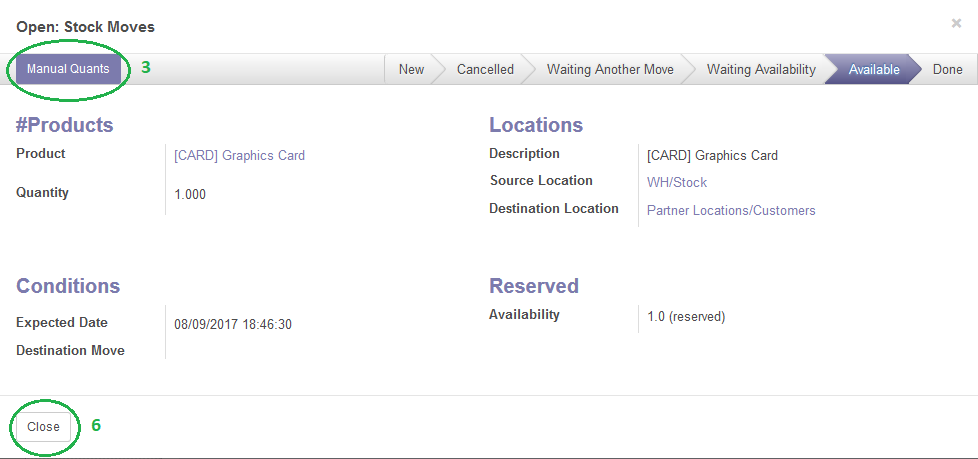 Open: Stock Moves ×
Manual Quants 3 New Cancelled Waiting Another Move Waiting Availability Available Done
#Products Locations
Product [CARD] Graphics Card Description [CARD] Graphics Card
Source Location WH/Stock
Quantity 1.000
Destination Location Partner Locations/Customers
Conditions Reserved
Availability 1.0 (reserved)
Expected Date 08/09/2017 18:46:30
Destination Move
Close 6